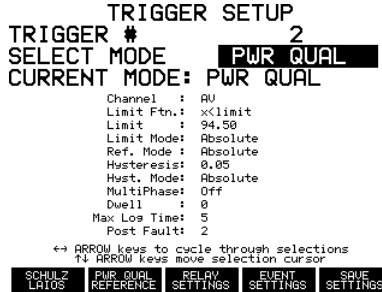 TRIGGER SETUP
TRIGGER # 2
SELECT MODE PWR QUAL
CURRENT MODE: PWR QUAL
Channel : AV
Limit Ftn.: x<limit
Limit : 94.50
Limit Mode: Absolute
Ref. Mode : Absolute
Hysteresis: 0.05
Hyst. Mode: Absolute
MultiPhase: Off
Dwell : 0
Max Log Time: 5
Post Fault: 2
↔ ARROW keys to cycle through selections
↑↓ ARROW keys move selection cursor
SCHULZ LAIOS
PWR QUAL REFERENCE
RELAY SETTINGS
EVENT SETTINGS
SAVE SETTINGS